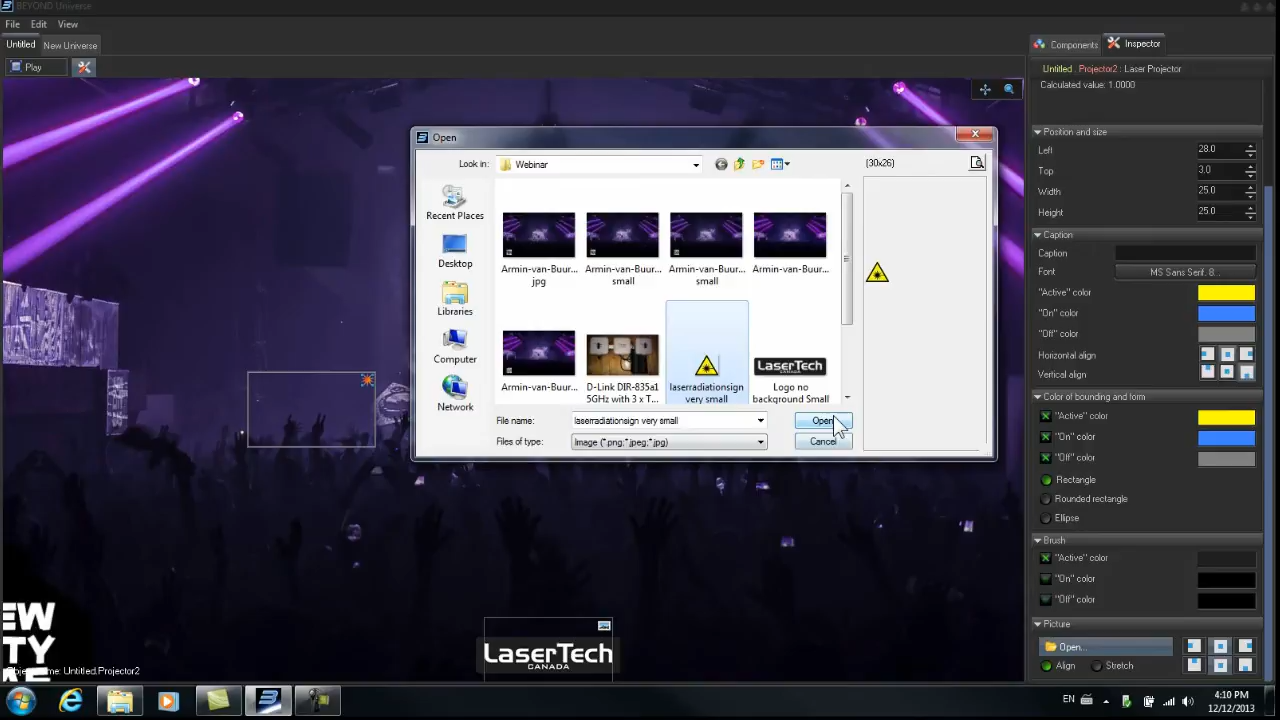 BEYOND Universe
File Edit View
Untitled New Universe
Play
Components Inspector
Untitled Projector2 : Laser Projector
Calculated value: 1.0000
Position and size
Left 28.0
Top 3.0
Width 25.0
Height 25.0
Caption
Caption
Font MS Sans Serif. 8...
"Active" color
"On" color
"Off" color
Horizontal align
Vertical align
Color of bounding and form
"Active" color
"On" color
"Off" color
Rectangle
Rounded rectangle
Ellipse
Brush
"Active" color
"On" color
"Off" color
Picture
Open...
Align Stretch
Open
Look in: Webinar
(30x26)
Recent Places
Desktop
Libraries
Computer
Network
Armin-van-Buur... Armin-van-Buur... Armin-van-Buur... Armin-van-Buur...
jpg small small
LaserTech
Armin-van-Buur... D-Link DIR-835a1 laserradiationsign Logo no
5GHz with 3 x T... very small background Small
File name: laserradiationsign very small Open
Files of type: Image (*.png;*.jpeg;*.jpg) Cancel
EW
TY
LaserTech
CANADA
Untitled.Projector2
EN 4:10 PM
12/12/2013